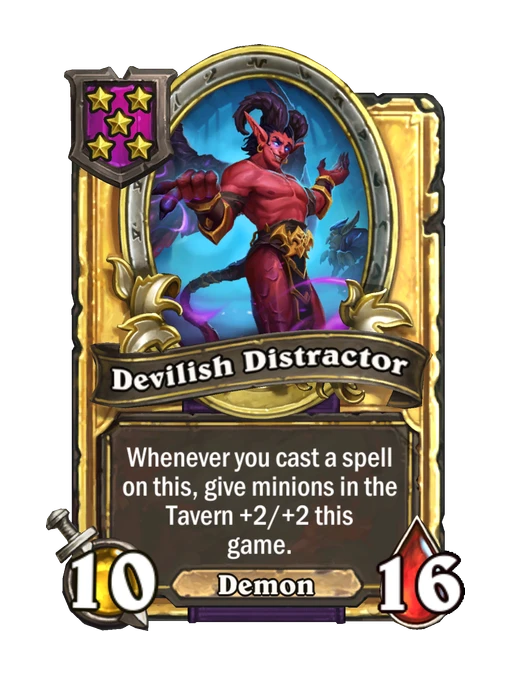 Devilish Distractor
Whenever you cast a spell
on this, give minions in the
Tavern +2/+2 this
game.
10
Demon
16